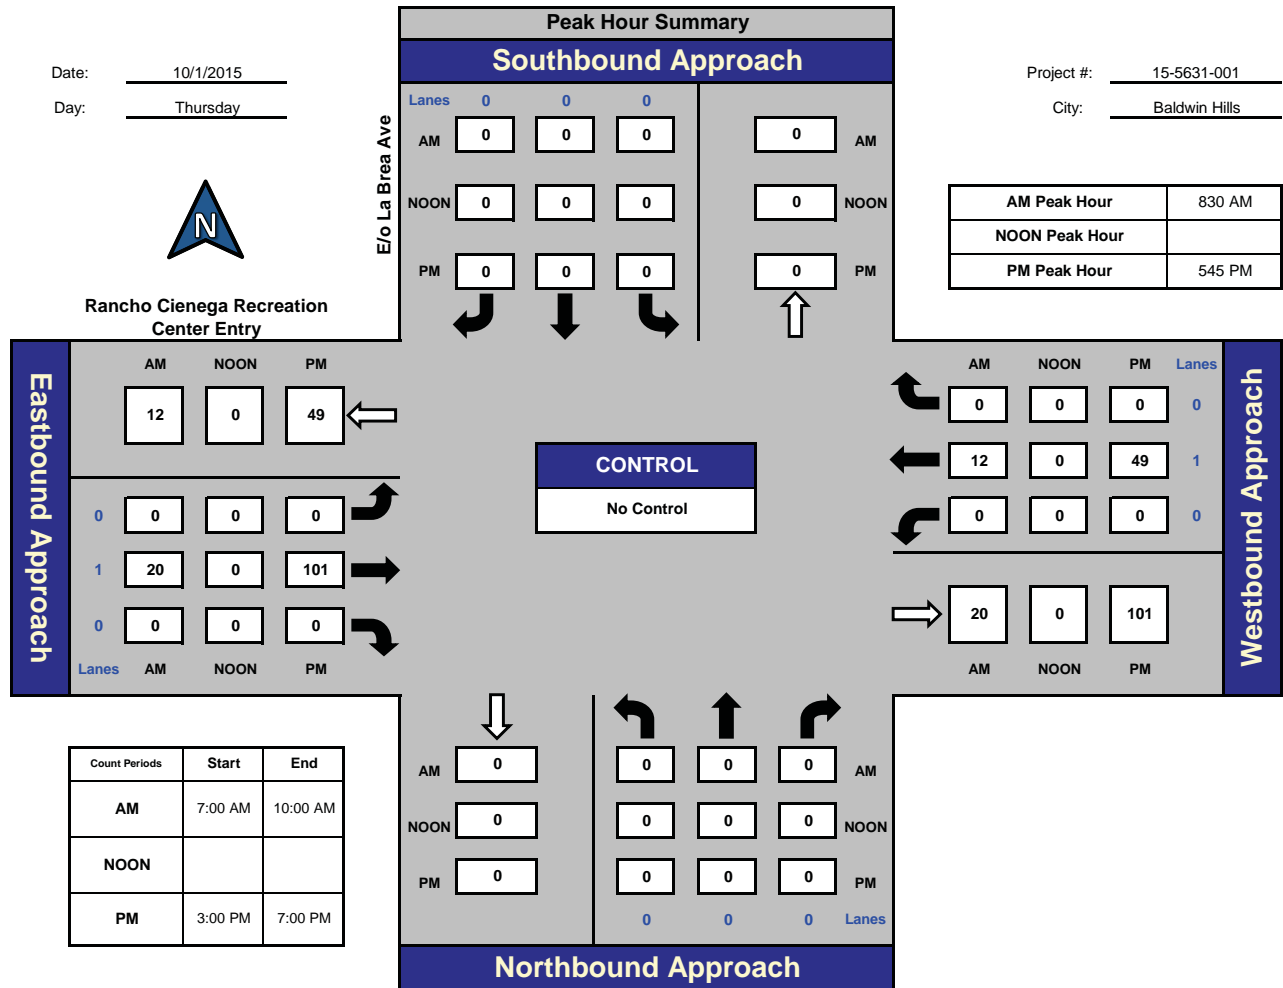 Peak Hour Summary
Southbound Approach
Date: 10/1/2015
Day: Thursday
Project #: 15-5631-001
City: Baldwin Hills
N
E/o La Brea Ave
Lanes 0 0 0
AM 0 0 0 0 AM
NOON 0 0 0 0 NOON
PM 0 0 0 0 PM
AM Peak Hour 830 AM
NOON Peak Hour
PM Peak Hour 545 PM
Rancho Cienega Recreation
Center Entry
Eastbound Approach
AM NOON PM
12 0 49
0 0 0 0
1 20 0 101
0 0 0 0
Lanes AM NOON PM
CONTROL
No Control
AM NOON PM Lanes
0 0 0 0
12 0 49 1
0 0 0 0
20 0 101
AM NOON PM
Westbound Approach
Count Periods Start End
AM 7:00 AM 10:00 AM
NOON
PM 3:00 PM 7:00 PM
AM 0 0 0 0 AM
NOON 0 0 0 0 NOON
PM 0 0 0 0 PM
0 0 0 Lanes
Northbound Approach